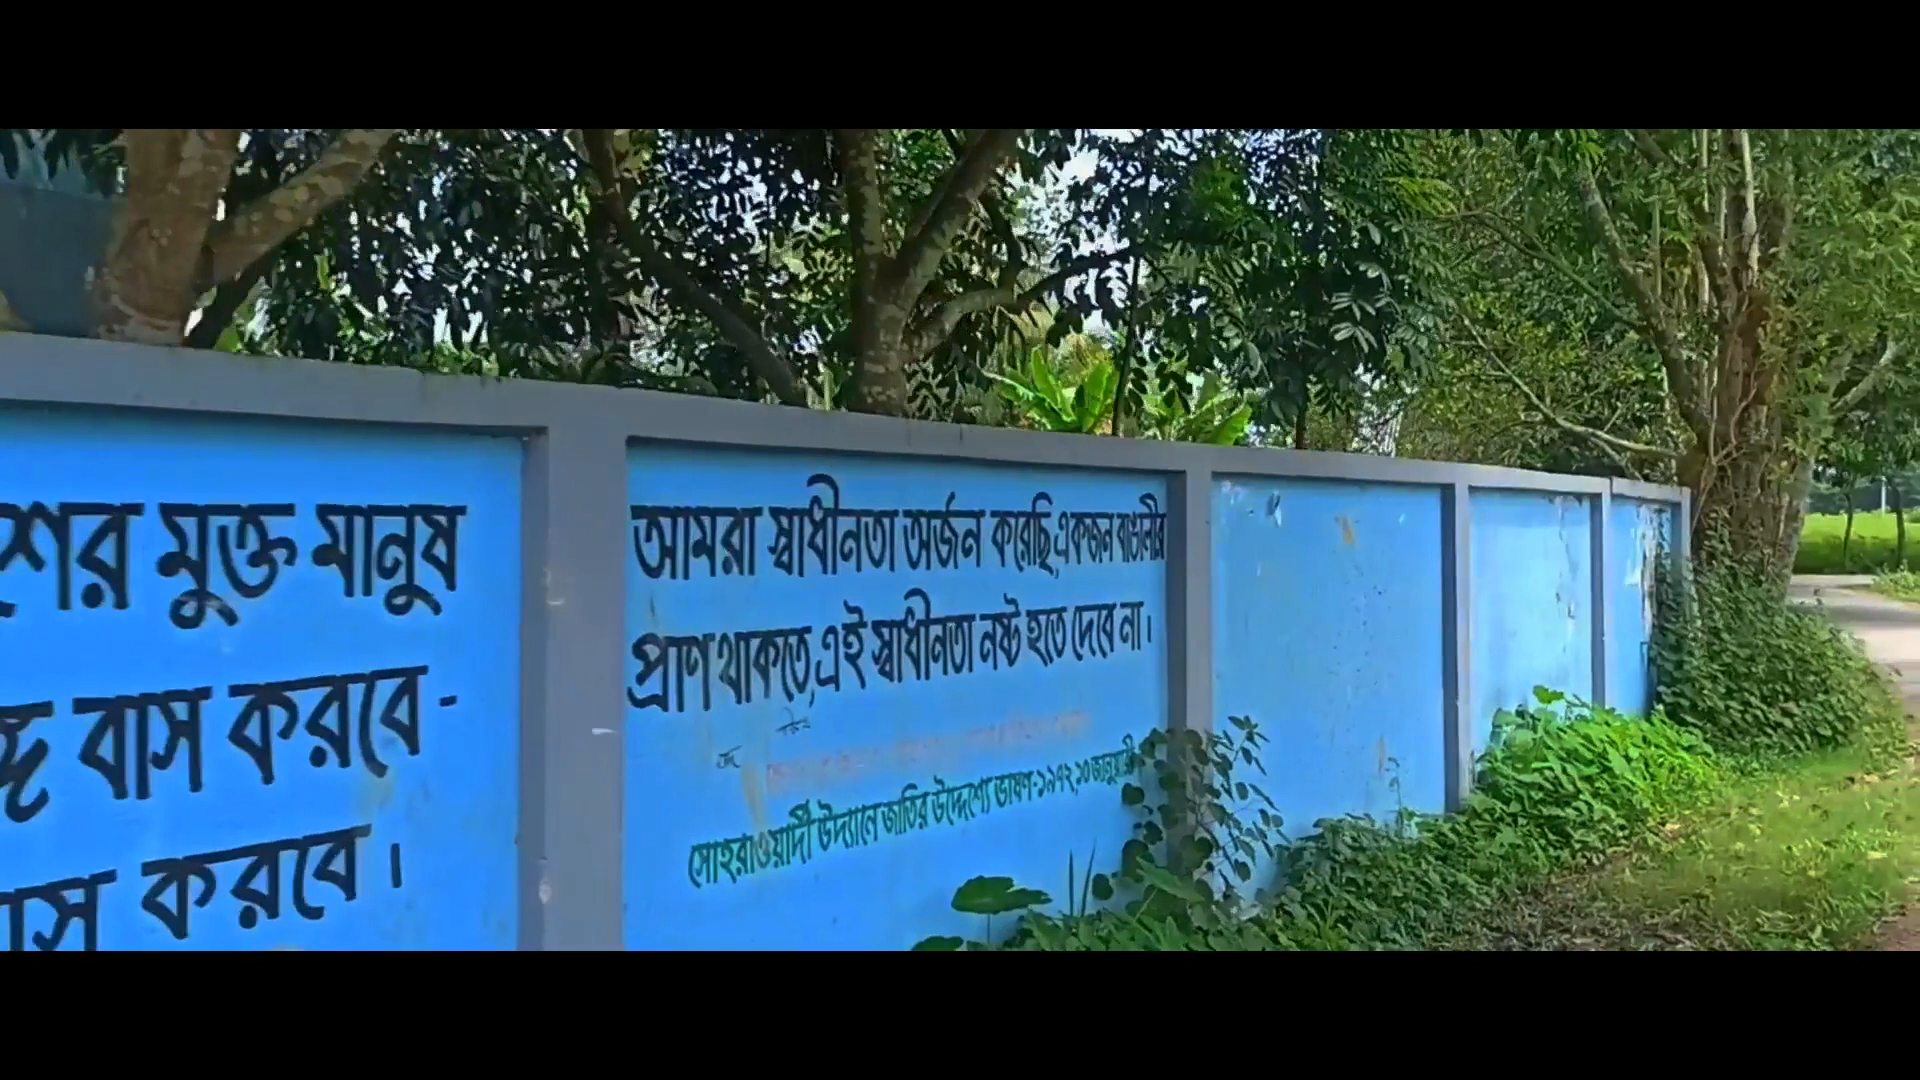 মুক্ত মানুষ
বাস করবে -
করবে।
আমরা স্বাধীনতা অর্জন করেছি, একজন বাঙালীর
প্রাণ থাকতে, এই স্বাধীনতা নষ্ট হতে দেবে না।
সোহরাওয়ার্দী উদ্যানে জাতির উদ্দেশ্যে ভাষণ-১৯৭২, ১০ জানুয়ারী